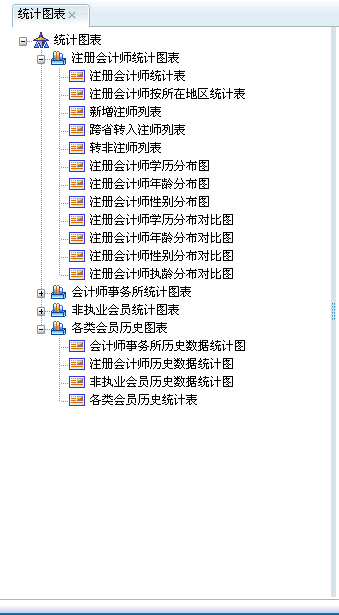 统计图表
统计图表
注册会计师统计图表
注册会计师统计表
注册会计师按所在地区统计表
新增注师列表
跨省转入注师列表
转非注师列表
注册会计师学历分布图
注册会计师年龄分布图
注册会计师性别分布图
注册会计师学历分布对比图
注册会计师年龄分布对比图
注册会计师性别分布对比图
注册会计师执龄分布对比图
会计师事务所统计图表
非执业会员统计图表
各类会员历史图表
会计师事务所历史数据统计图
注册会计师历史数据统计图
非执业会员历史数据统计图
各类会员历史统计表